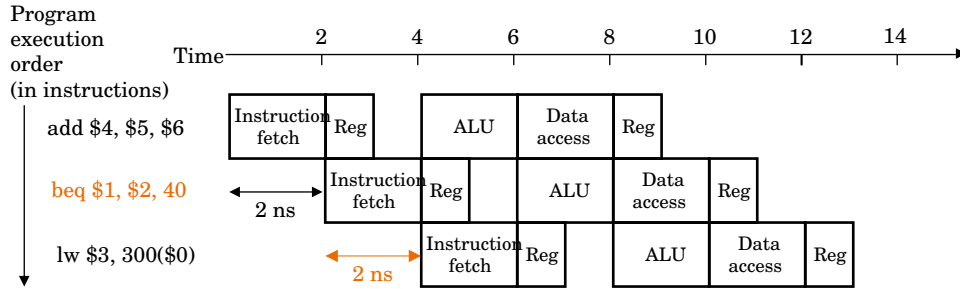 Program
execution
order
(in instructions)
Time
2 4 6 8 10 12 14
add $4, $5, $6
Instruction
fetch
Reg
ALU
Data
access
Reg
beq $1, $2, 40
2 ns
Instruction
fetch
Reg
ALU
Data
access
Reg
lw $3, 300($0)
2 ns
Instruction
fetch
Reg
ALU
Data
access
Reg